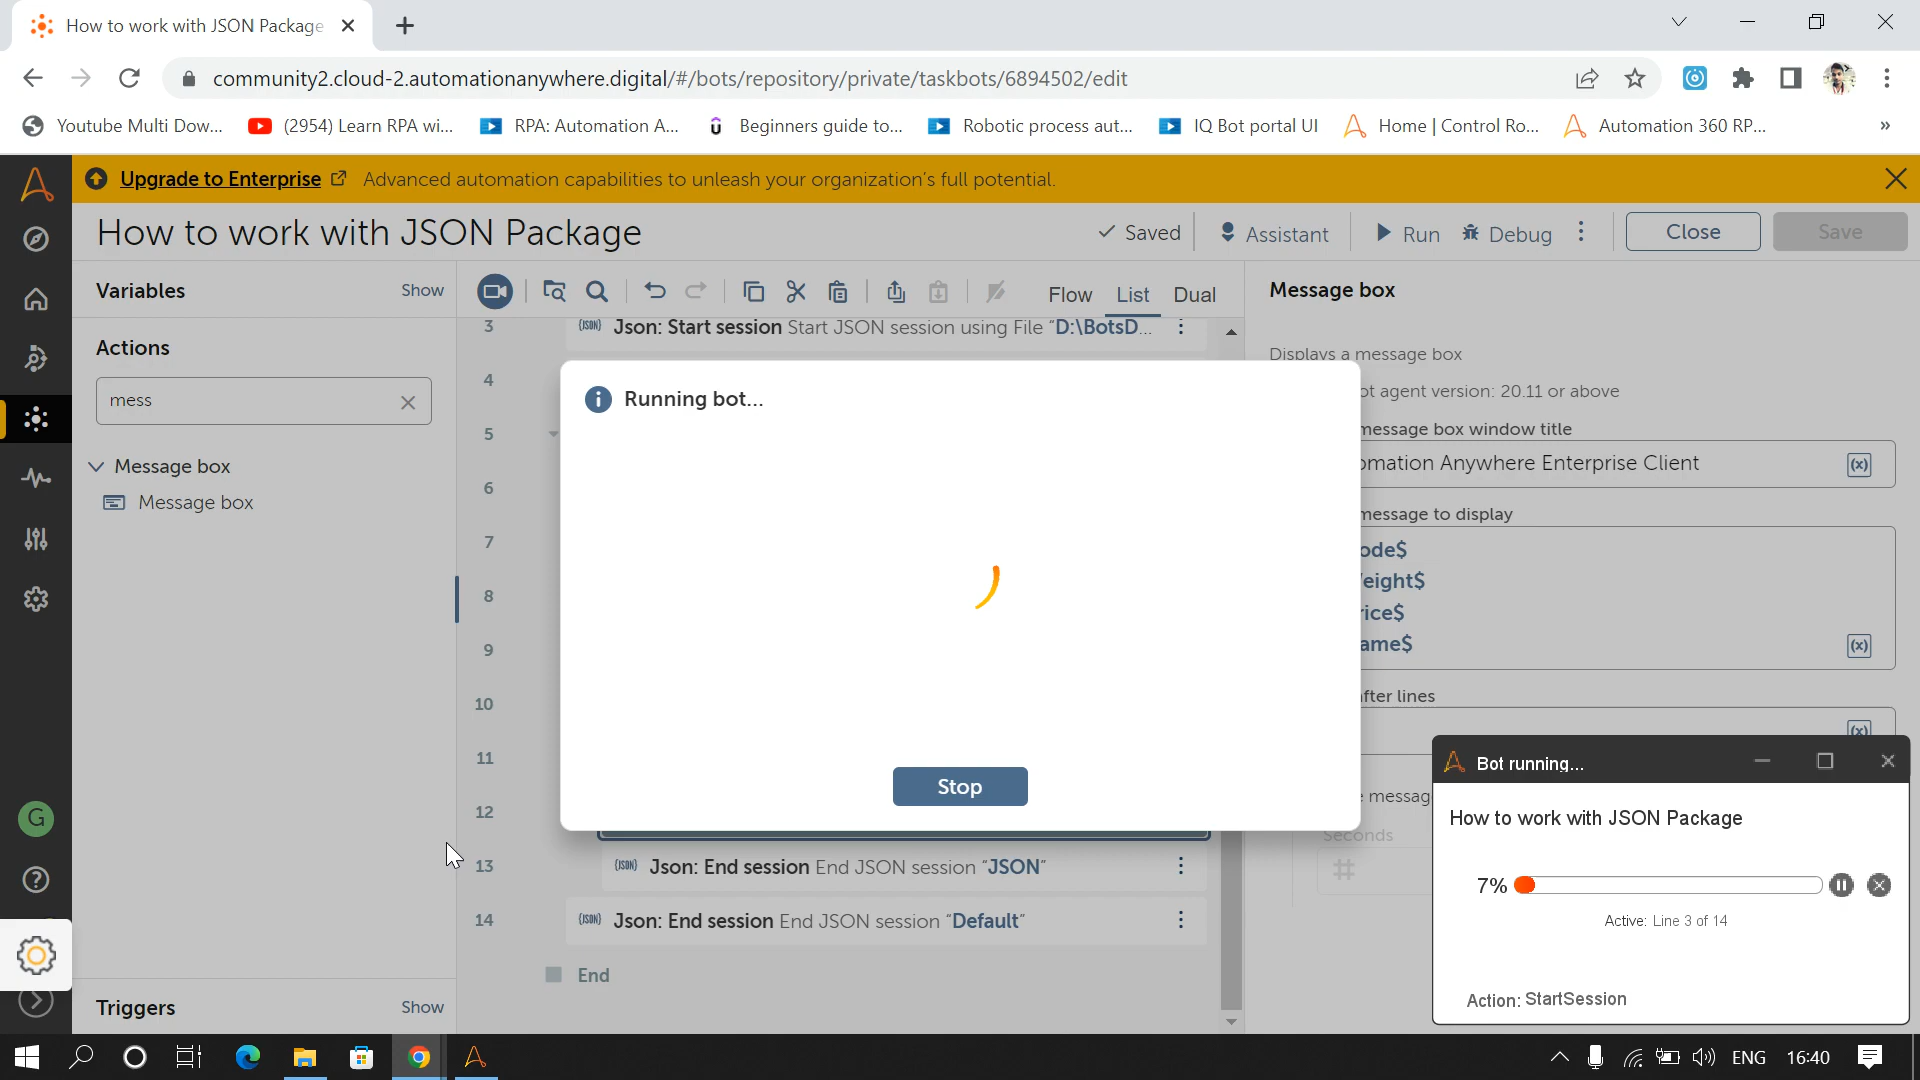 How to work with JSON Package
community2.cloud-2.automationanywhere.digital/#/bots/repository/private/taskbots/6894502/edit
Youtube Multi Dow...
(2954) Learn RPA wi...
RPA: Automation A...
Beginners guide to...
Robotic process aut...
IQ Bot portal UI
Home | Control Ro...
Automation 360 RP...
»
Upgrade to Enterprise
Advanced automation capabilities to unleash your organization's full potential.
How to work with JSON Package
Saved
Assistant
Run
Debug
Close
Save
Variables
Show
Flow
List
Dual
Message box
3
Json: Start session Start JSON session using File "D:\BotsD...
Actions
Displays a message box
mess
4
ot agent version: 20.11 or above
Running bot...
5
message box window title
Message box
omation Anywhere Enterprise Client
(x)
6
Message box
message to display
7
ode$
eight$
8
rice$
9
ame$
(x)
10
fter lines
(x)
11
Stop
Bot running...
12
e messag
How to work with JSON Package
Seconds
13
Json: End session End JSON session "JSON"
7%
14
Json: End session End JSON session "Default"
Active: Line 3 of 14
End
Triggers
Show
Action: StartSession
G
ENG
16:40